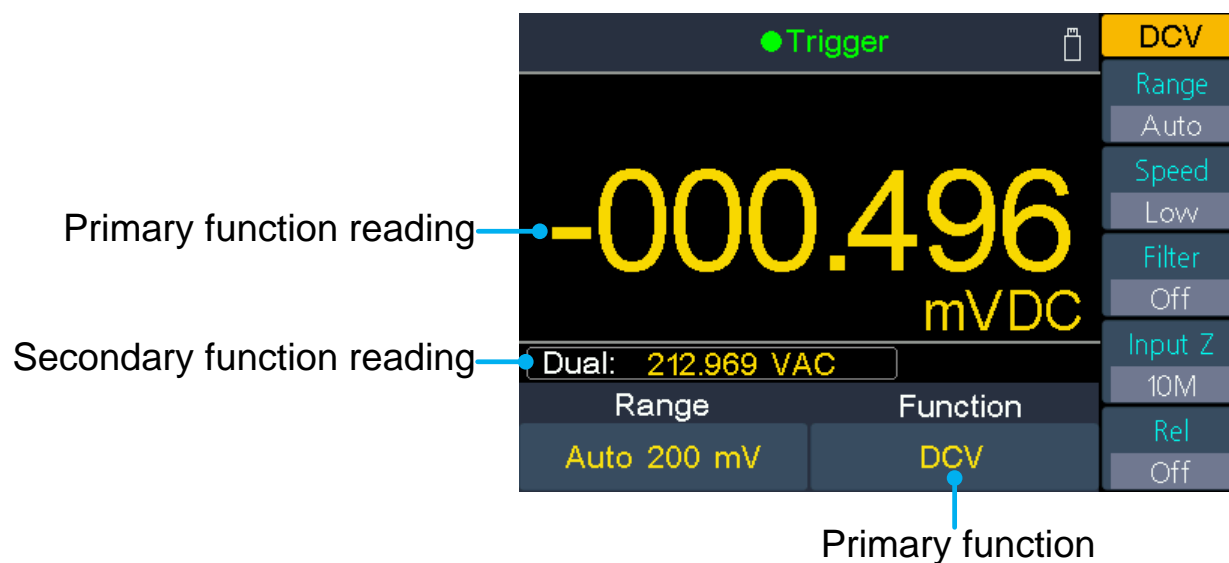 Trigger
DCV
Range
Auto
Speed
Low
Filter
Off
Input Z
10M
Rel
Off
Primary function reading
-000.496
mVDC
Secondary function reading
Dual: 212.969 VAC
Range
Function
Auto 200 mV
DCV
Primary function